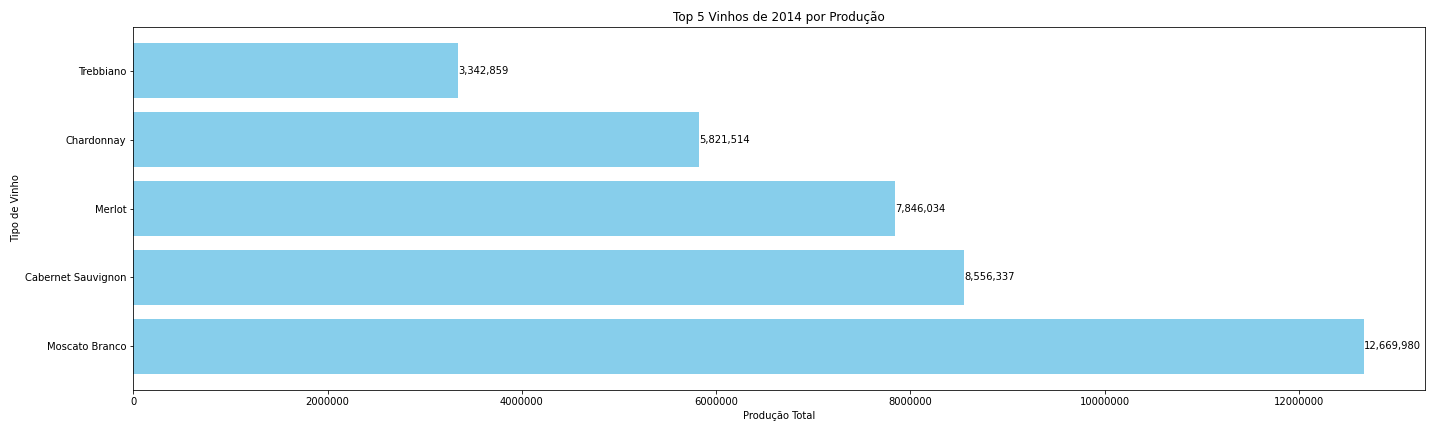 Top 5 Vinhos de 2014 por Produção
Tipo de Vinho
Trebbiano
3,342,859
Chardonnay
5,821,514
Merlot
7,846,034
Cabernet Sauvignon
8,556,337
Moscato Branco
12,669,980
0 2000000 4000000 6000000 8000000 10000000 12000000
Produção Total